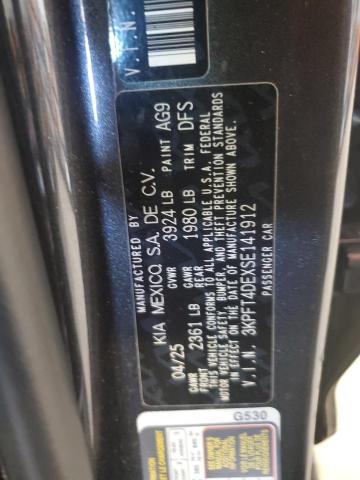 V.I.N
MANUFACTURED BY
KIA MEXICO, S.A. DE C.V.
04/25 GVWR 3924 LB PAINT AG9
GAWR FRONT 2361 LB GAWR REAR 1980 LB TRIM DFS
THIS VEHICLE CONFORMS TO ALL APPLICABLE U.S.A. FEDERAL
MOTOR VEHICLE SAFETY, BUMPER, AND THEFT PREVENTION STANDARDS
IN EFFECT ON THE DATE OF MANUFACTURE SHOWN ABOVE.
V.I.N. 3KPFT4DEXSE141912
PASSENGER CAR
G530